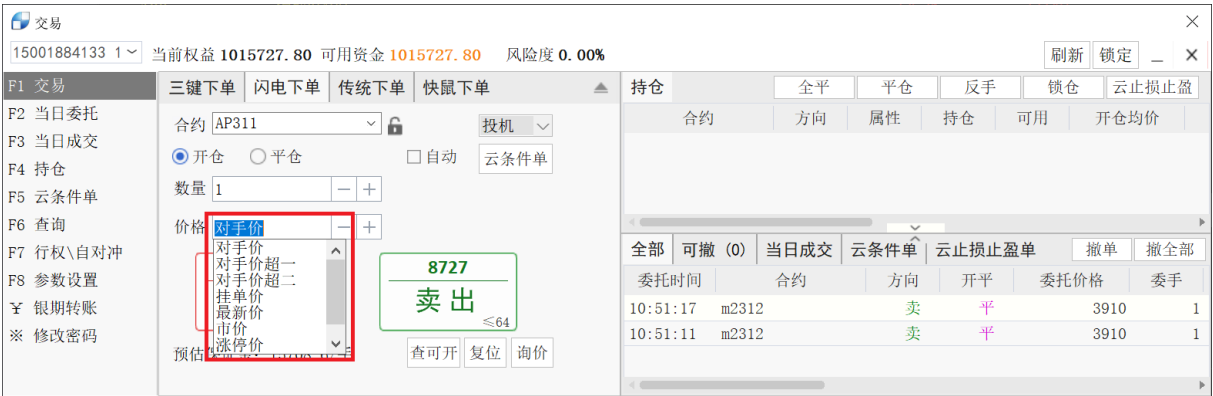 交易
15001884133 1 当前权益 1015727.80 可用资金 1015727.80 风险度 0.00% 刷新 锁定
F1 交易
F2 当日委托
F3 当日成交
F4 持仓
F5 云条件单
F6 查询
F7 行权\自对冲
F8 参数设置
¥ 银期转账
※ 修改密码
三键下单 闪电下单 传统下单 快鼠下单
合约 AP311 投机
开仓 平仓 自动 云条件单
数量 1
价格 对手价
对手价
对手价超一
对手价超二
挂单价
最新价
市价
涨停价
8727
卖出
≤64
预估
查可开 复位 询价
持仓 全平 平仓 反手 锁仓 云止损止盈
合约 方向 属性 持仓 可用 开仓均价
全部 可撤 (0) 当日成交 云条件单 云止损止盈单 撤单 撤全部
委托时间 合约 方向 开平 委托价格 委手
10:51:17 m2312 卖 平 3910 1
10:51:11 m2312 卖 平 3910 1